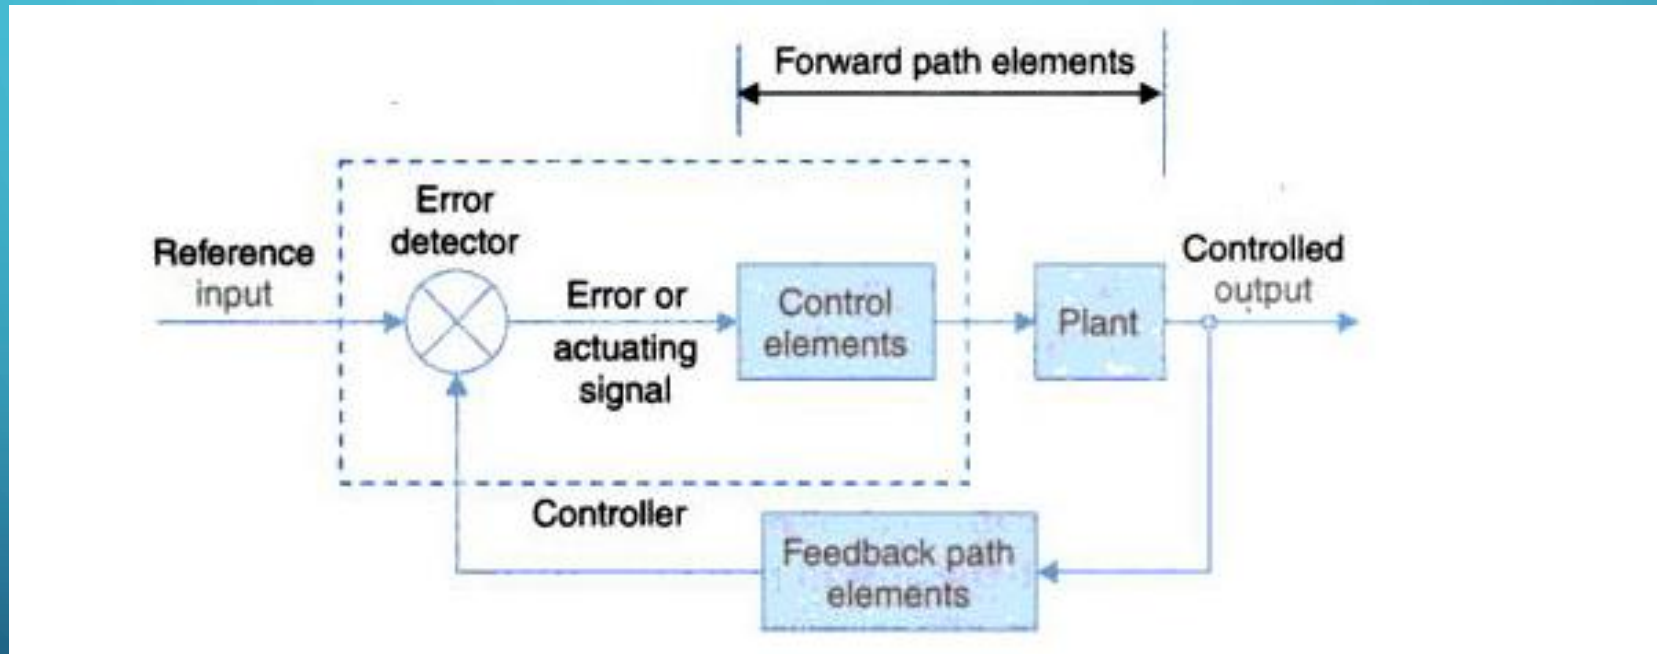 Forward path elements
Error
detector
Reference
input
Error or
actuating
signal
Control
elements
Plant
Controlled
output
Controller
Feedback path
elements